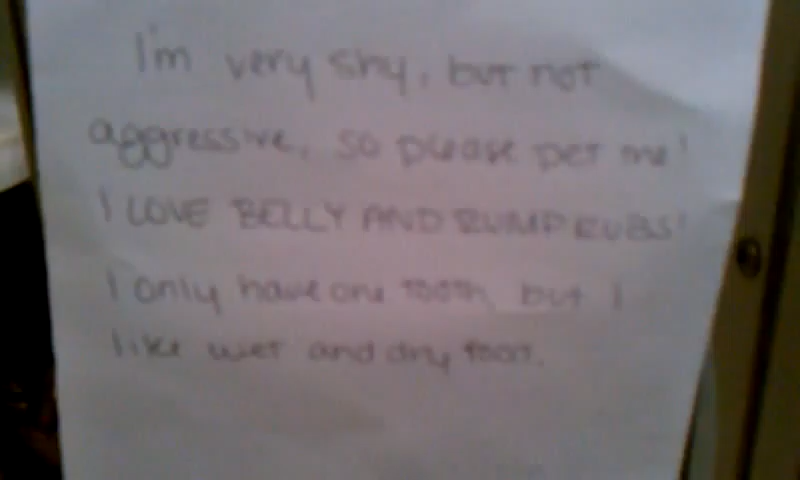 I'm very shy, but not
aggressive, so please pet me!
I LOVE BELLY AND RUMP RUBS!
I only have one tooth, but I
like wet and dry food.